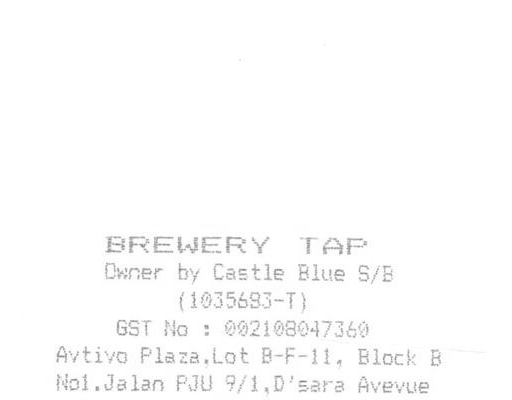 BREWERY TAP
Owner by Castle Blue S/B
(1035683-T)
GST No : 002108047360
Avtivo Plaza,Lot B-F-11, Block B
No1.Jalan PJU 9/1,D'sara Avevue